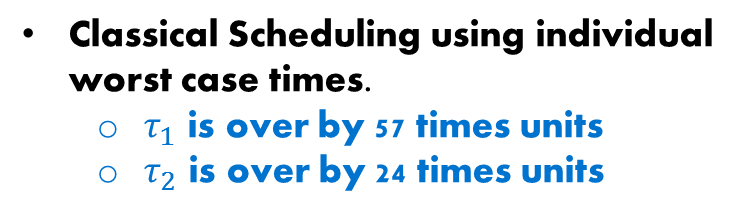 • Classical Scheduling using individual
worst case times.
○ τ₁ is over by 57 times units
○ τ₂ is over by 24 times units